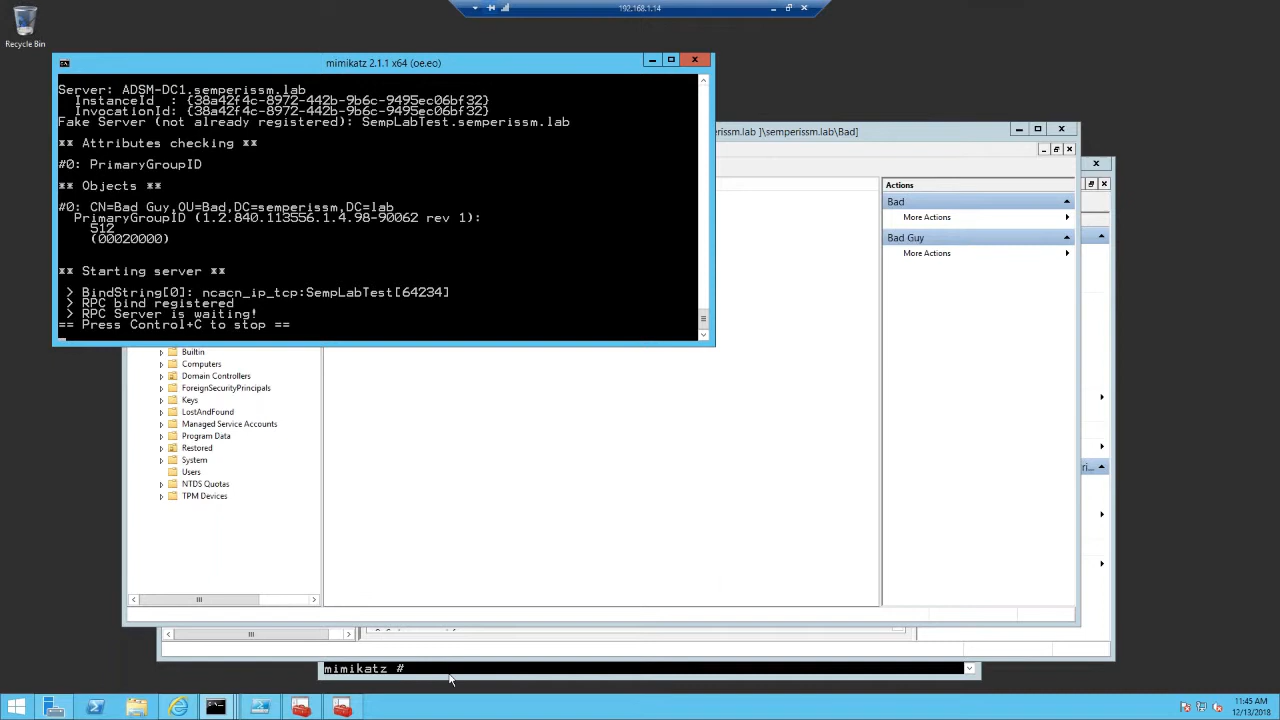 192.168.1.14
Recycle Bin
mimikatz 2.1.1 x64 (oe.eo)
Server: ADSM-DC1.semperissm.lab
InstanceId : {38a42f4c-8972-442b-9b6c-9495ec06bf32}
InvocationId: {38a42f4c-8972-442b-9b6c-9495ec06bf32}
Fake Server (not already registered): SempLabTest.semperissm.lab
** Attributes checking **
#0: PrimaryGroupID
** Objects **
#0: CN=Bad Guy,OU=Bad,DC=semperissm,DC=lab
PrimaryGroupID (1.2.840.113556.1.4.98-90062 rev 1):
512
(00020000)
** Starting server **
> BindString[0]: ncacn_ip_tcp:SempLabTest[64234]
> RPC bind registered
> RPC Server is waiting!
== Press Control+C to stop ==
rissm.lab ]\semperissm.lab\Bad]
Actions
Bad
More Actions
Bad Guy
More Actions
Builtin
Computers
Domain Controllers
ForeignSecurityPrincipals
Keys
LostAndFound
Managed Service Accounts
Program Data
Restored
System
Users
NTDS Quotas
TPM Devices
ri...
mimikatz #
11:45 AM
12/13/2018